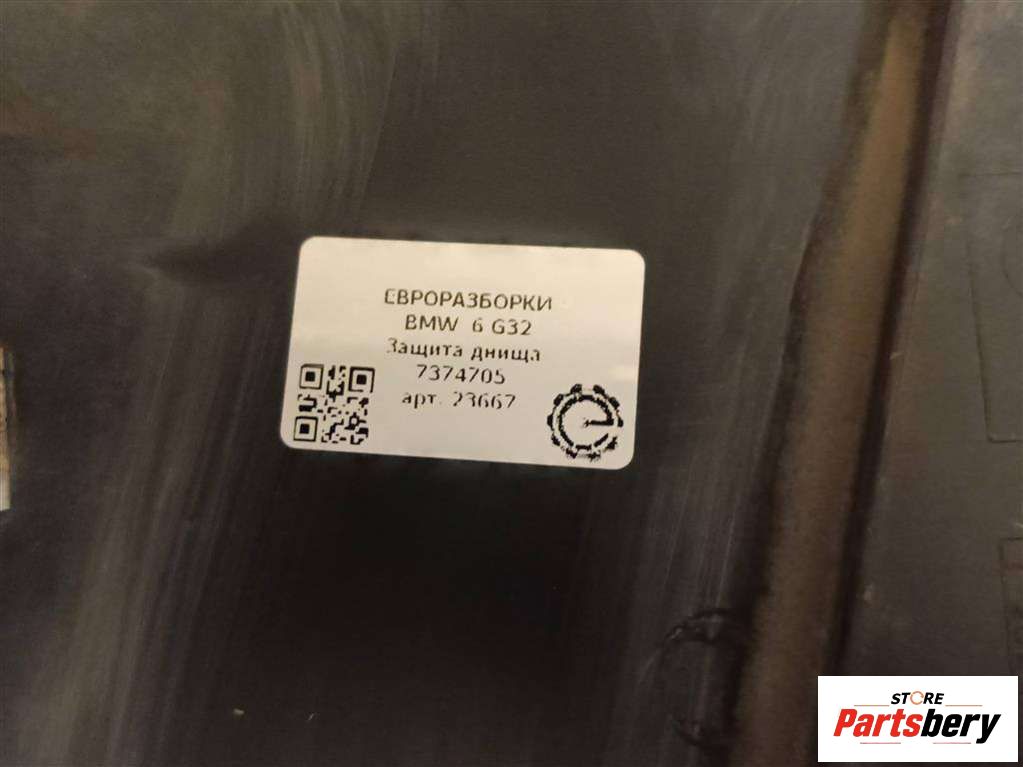 ЕВРОРАЗБОРКИ
BMW 6 G32
Защита днища
7374705
арт. 23667
STORE
Partsbery